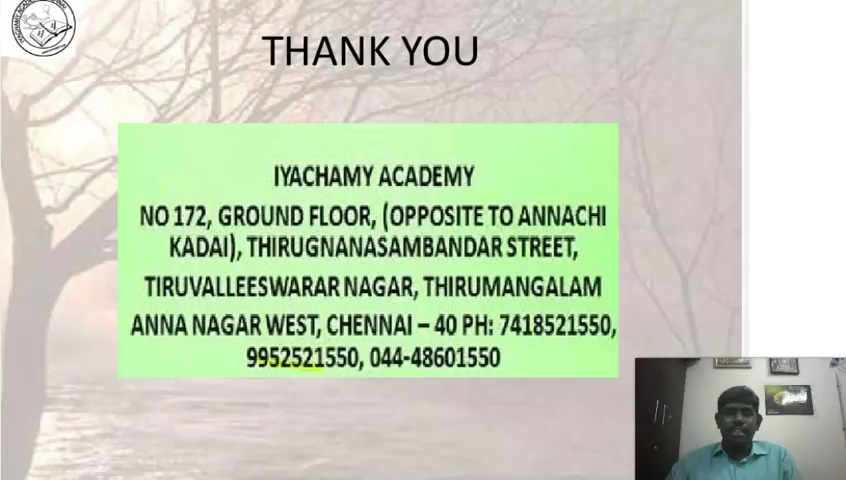 THANK YOU
IYACHAMY ACADEMY
NO 172, GROUND FLOOR, (OPPOSITE TO ANNACHI
KADAI), THIRUGNANASAMBANDAR STREET,
TIRUVALLEESWARAR NAGAR, THIRUMANGALAM
ANNA NAGAR WEST, CHENNAI – 40 PH: 7418521550,
9952521550, 044-48601550